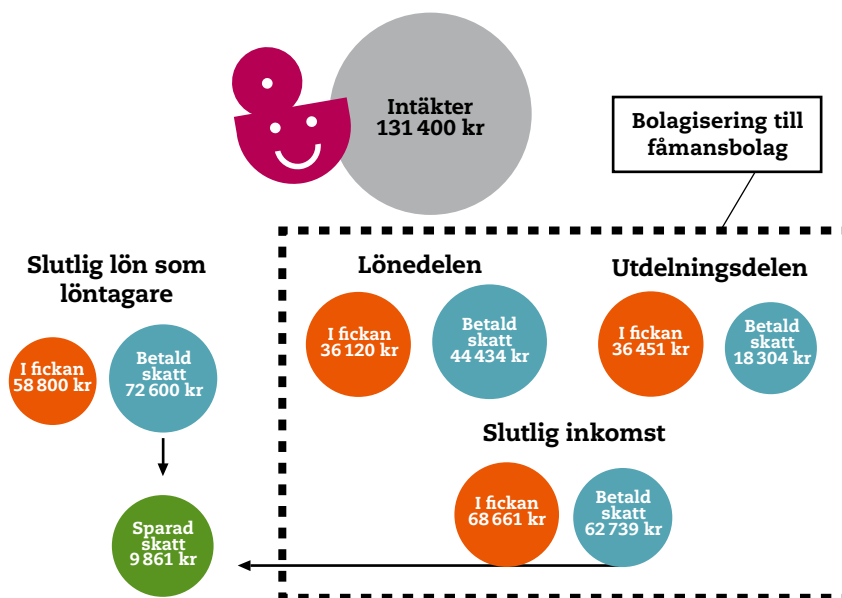 Intäkter
131 400 kr
Bolagisering till
fåmansbolag
Slutlig lön som
löntagare
I fickan
58 800 kr
Betald
skatt
72 600 kr
Lönedelen
I fickan
36 120 kr
Betald
skatt
44 434 kr
Utdelningsdelen
I fickan
36 451 kr
Betald
skatt
18 304 kr
Slutlig inkomst
I fickan
68 661 kr
Betald
skatt
62 739 kr
Sparad
skatt
9 861 kr